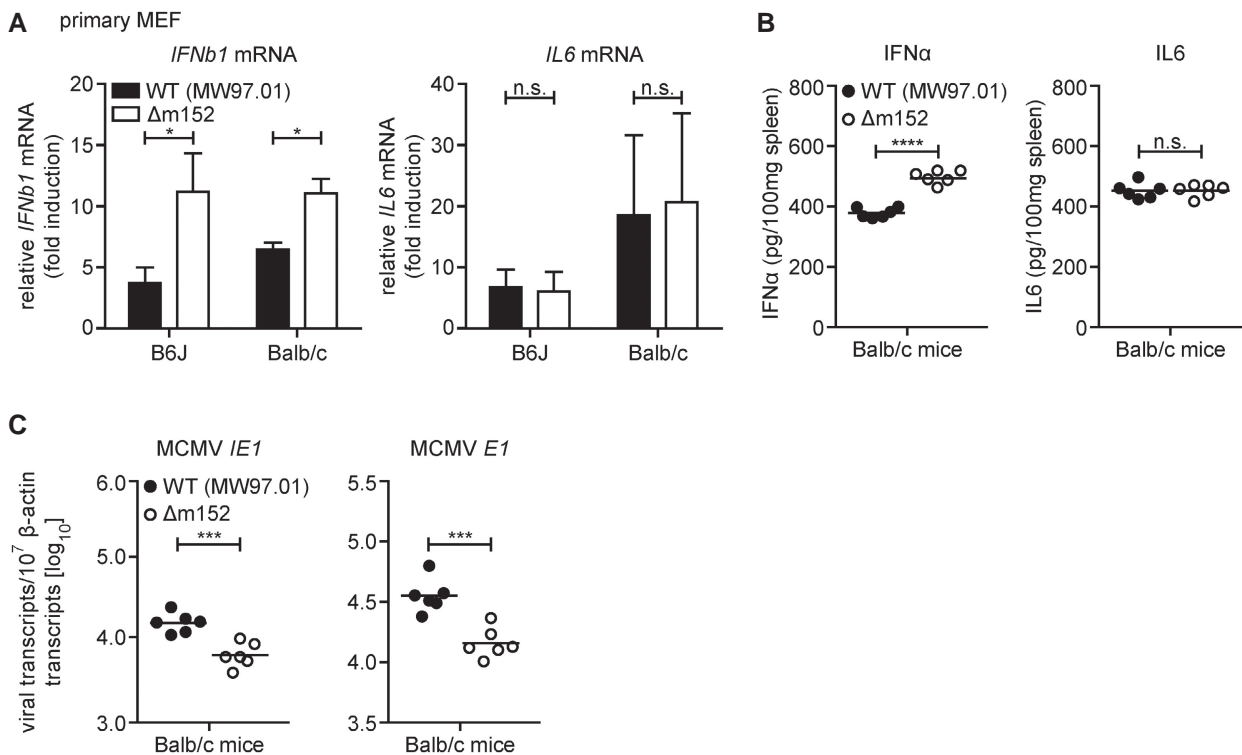 A
primary MEF
IFNb1 mRNA
relative IFNb1 mRNA
(fold induction)
20
15
10
5
0
WT (MW97.01)
Δm152
*
*
B6J
Balb/c
IL6 mRNA
relative IL6 mRNA
(fold induction)
40
30
20
10
0
n.s.
n.s.
B6J
Balb/c
B
IFNα
IFNα (pg/100mg spleen)
800
600
400
200
0
WT (MW97.01)
Δm152
****
Balb/c mice
IL6
IL6 (pg/100mg spleen)
800
600
400
200
0
n.s.
Balb/c mice
C
MCMV IE1
viral transcripts/10⁷ β-actin
transcripts [log₁₀]
6.0
5.0
4.0
3.0
WT (MW97.01)
Δm152
***
Balb/c mice
MCMV E1
5.5
5.0
4.5
4.0
3.5
***
Balb/c mice